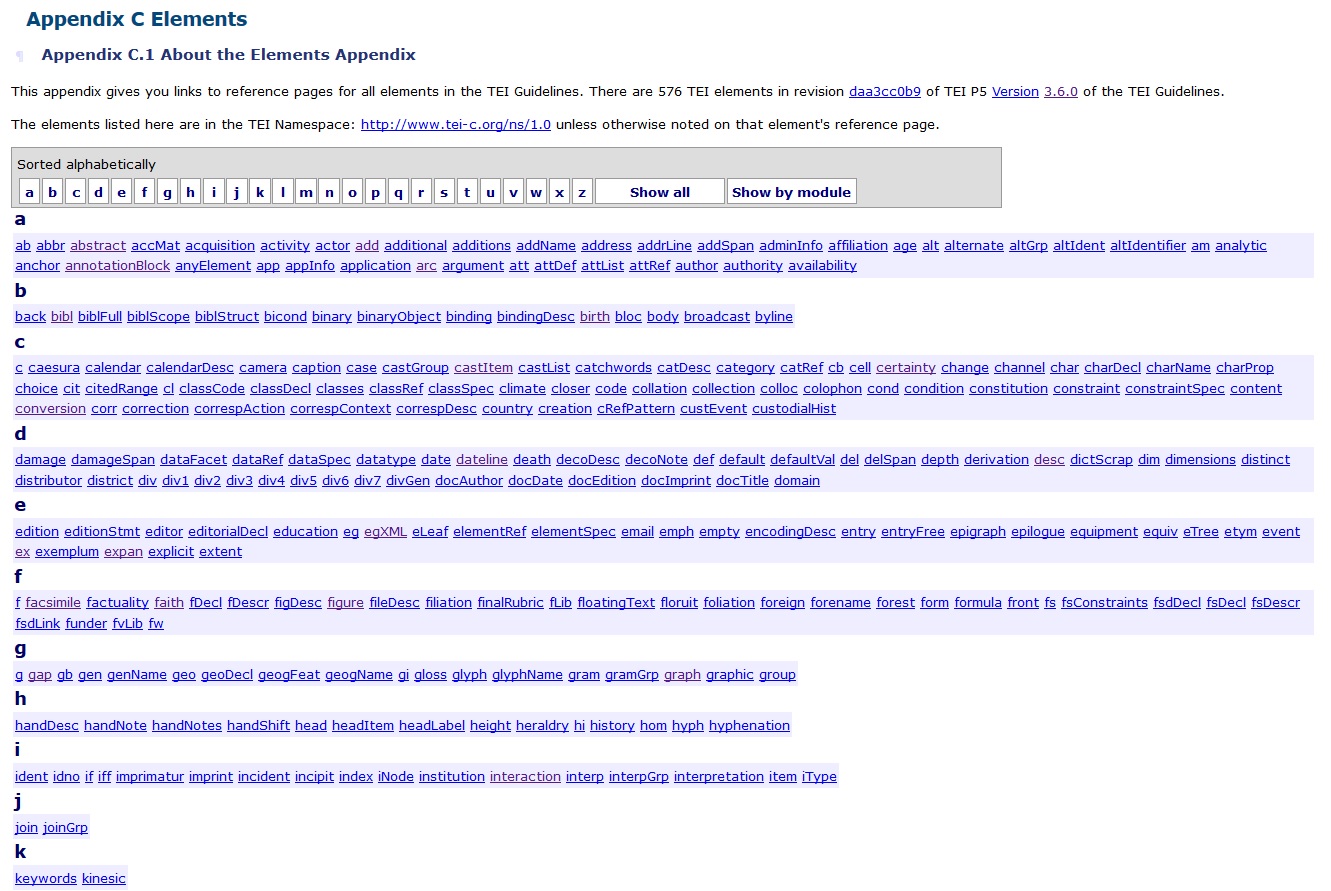 Appendix C Elements
¶ Appendix C.1 About the Elements Appendix
This appendix gives you links to reference pages for all elements in the TEI Guidelines. There are 576 TEI elements in revision daa3cc0b9 of TEI P5 Version 3.6.0 of the TEI Guidelines.
The elements listed here are in the TEI Namespace: http://www.tei-c.org/ns/1.0 unless otherwise noted on that element's reference page.
Sorted alphabetically
a b c d e f g h i j k l m n o p q r s t u v w x z Show all Show by module
a
ab abbr abstract accMat acquisition activity actor add additional additions addName address addrLine addSpan adminInfo affiliation age alt alternate altGrp altIdent altIdentifier am analytic
anchor annotationBlock anyElement app appInfo application arc argument att attDef attList attRef author authority availability
b
back bibl biblFull biblScope biblStruct bicond binary binaryObject binding bindingDesc birth bloc body broadcast byline
c
c caesura calendar calendarDesc camera caption case castGroup castItem castList catchwords catDesc category catRef cb cell certainty change channel char charDecl charName charProp
choice cit citedRange cl classCode classDecl classes classRef classSpec climate closer code collation collection colloc colophon cond condition constitution constraint constraintSpec content
conversion corr correction correspAction correspContext correspDesc country creation cRefPattern custEvent custodialHist
d
damage damageSpan dataFacet dataRef dataSpec datatype date dateline death decoDesc decoNote def default defaultVal del delSpan depth derivation desc dictScrap dim dimensions distinct
distributor district div div1 div2 div3 div4 div5 div6 div7 divGen docAuthor docDate docEdition docImprint docTitle domain
e
edition editionStmt editor editorialDecl education eg egXML eLeaf elementRef elementSpec email emph empty encodingDesc entry entryFree epigraph epilogue equipment equiv eTree etym event
ex exemplum expan explicit extent
f
f facsimile factuality faith fDecl fDescr figDesc figure fileDesc filiation finalRubric fLib floatingText floruit foliation foreign forename forest form formula front fs fsConstraints fsdDecl fsDecl fsDescr
fsdLink funder fvLib fw
g
g gap gb gen genName geo geoDecl geogFeat geogName gi gloss glyph glyphName gram gramGrp graph graphic group
h
handDesc handNote handNotes handShift head headItem headLabel height heraldry hi history hom hyph hyphenation
i
ident idno if iff imprimatur imprint incident incipit index iNode institution interaction interp interpGrp interpretation item iType
j
join joinGrp
k
keywords kinesic